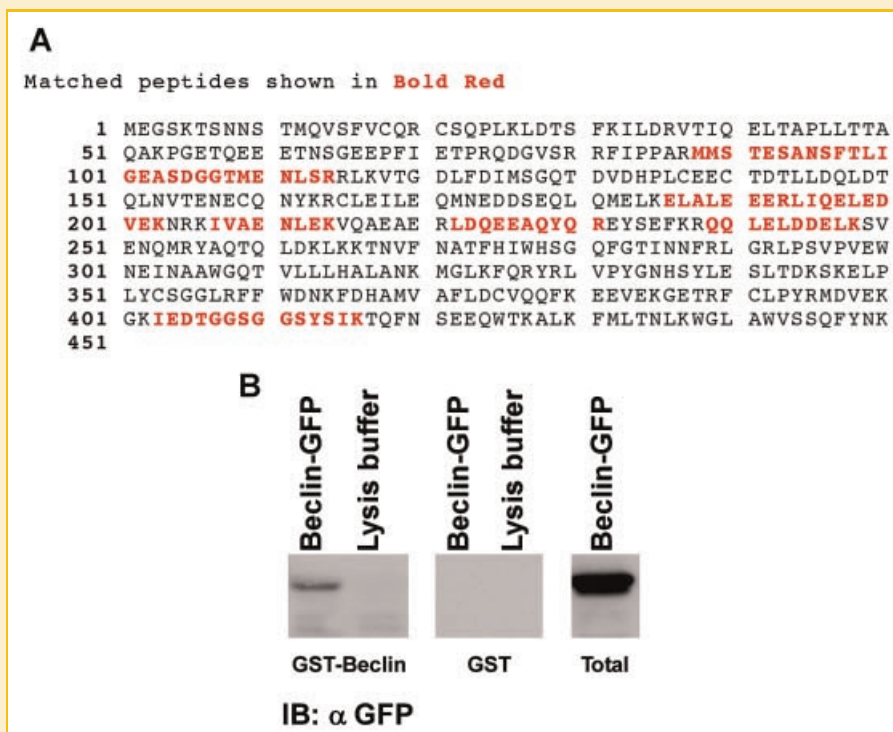 A
Matched peptides shown in Bold Red
1 MEGSKTSNNS TMQVSFVCQR CSQPLKLDTS FKILDRVTIQ ELTAPLLTTA
51 QAKPGETQEE ETNSGEEPFI ETPRQDGVSR RFIPPARMMS TESANSFTLI
101 GEASDGGTME NLSRRLKVTG DLFDIMSGQT DVDHPLCEEC TDTLLDQLDT
151 QLNVTENECQ NYKRCLEILE QMNEDDSEQL QMELKELALE EERLIQELED
201 VEKNRKIVAE NLEKVQAEAE RLDQEEAQYQ REYSEFKRQQ LELDDELKSV
251 ENQMRYAQTQ LDKLKKTNVF NATFHIWHSG QFGTINNFRL GRLPSVPVEW
301 NEINAAWGQT VLLLHALANK MGLKFQRYRL VPYGNHSYLE SLTDKSKELP
351 LYCSGGLRFF WDNKFDHAMV AFLDCVQQFK EEVEKGETRF CLPYRMDVEK
401 GKIEDTGGSG GSYSIKTQFN SEEQWTKALK FMLTNLKWGL AWVSSQFYNK
451
B
Beclin-GFP Lysis buffer Beclin-GFP Lysis buffer Beclin-GFP
GST-Beclin GST Total
IB: α GFP